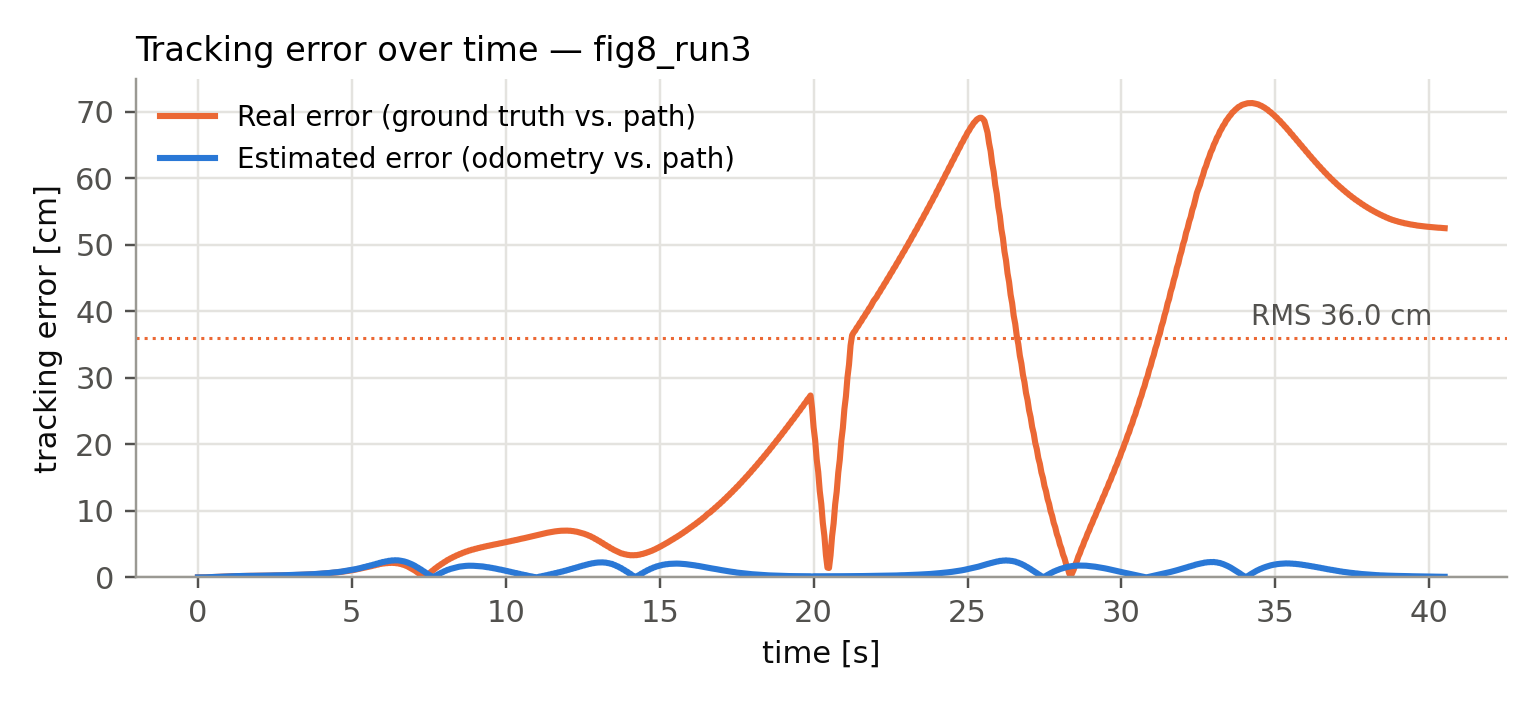 Tracking error over time — fig8_run3
Real error (ground truth vs. path)
Estimated error (odometry vs. path)
70
60
50
40
30
20
10
0
tracking error [cm]
RMS 36.0 cm
0 5 10 15 20 25 30 35 40
time [s]